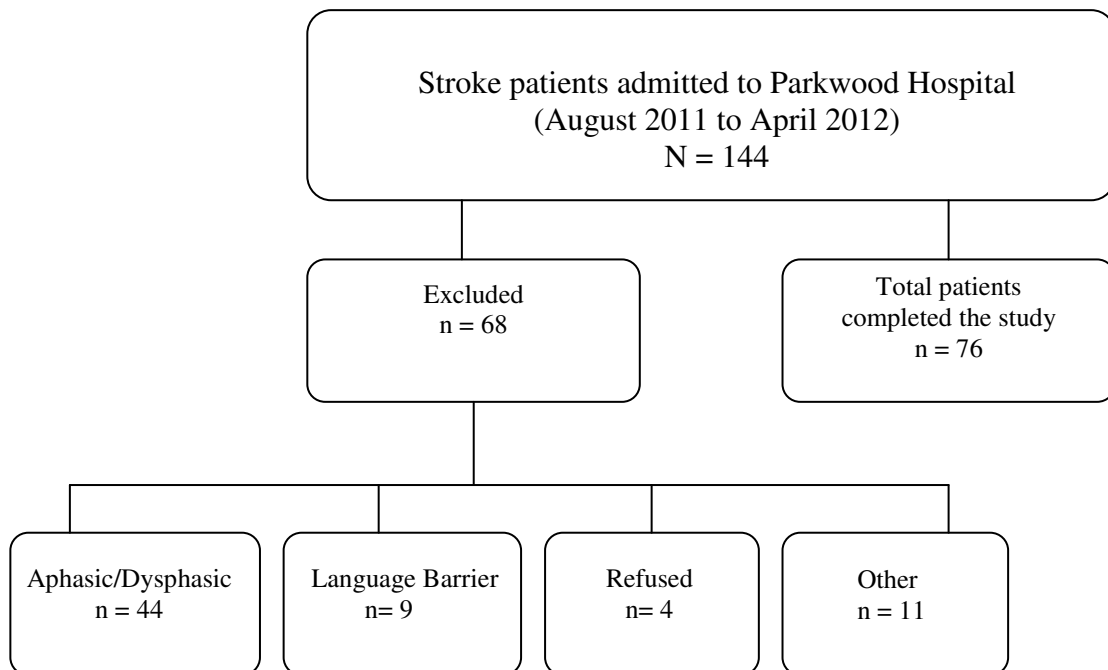 Stroke patients admitted to Parkwood Hospital
(August 2011 to April 2012)
N = 144
Excluded
n = 68
Total patients
completed the study
n = 76
Aphasic/Dysphasic
n = 44
Language Barrier
n= 9
Refused
n= 4
Other
n = 11